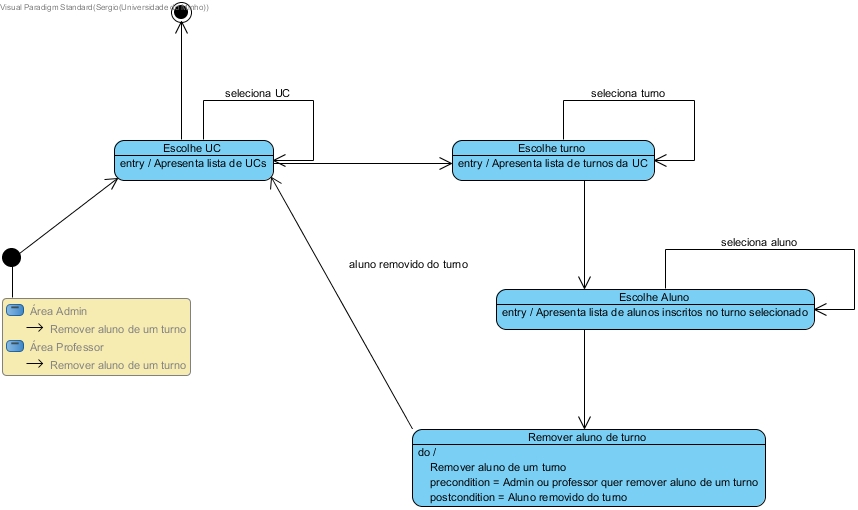 Visual Paradigm Standard(Sergio(Universidade do Minho))
seleciona UC
Escolhe UC
entry / Apresenta lista de UCs
seleciona turno
Escolhe turno
entry / Apresenta lista de turnos da UC
seleciona aluno
aluno removido do turno
Escolhe Aluno
entry / Apresenta lista de alunos inscritos no turno selecionado
Área Admin
Remover aluno de um turno
Área Professor
Remover aluno de um turno
Remover aluno de turno
do /
Remover aluno de um turno
precondition = Admin ou professor quer remover aluno de um turno
postcondition = Aluno removido do turno